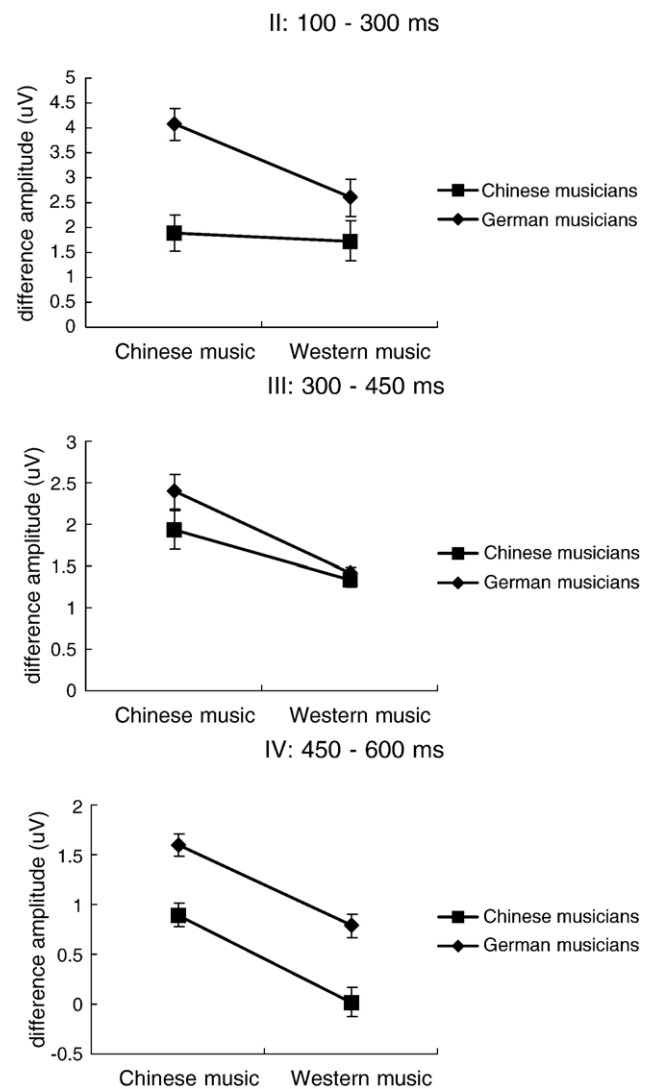 II: 100 - 300 ms
difference amplitude (uV)
5
4.5
4
3.5
3
2.5
2
1.5
1
0.5
0
Chinese music
Western music
Chinese musicians
German musicians
III: 300 - 450 ms
difference amplitude (uV)
3
2.5
2
1.5
1
0.5
0
Chinese music
Western music
Chinese musicians
German musicians
IV: 450 - 600 ms
difference amplitude (uV)
2
1.5
1
0.5
0
-0.5
Chinese music
Western music
Chinese musicians
German musicians